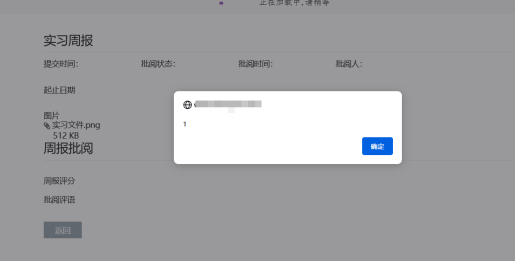 正在加载中,请稍等
实习周报
提交时间: 批阅状态: 批阅时间: 批阅人:
起止日期
图片
实习文件.png
512 KB
周报批阅
1
确定
周报评分
批阅评语
返回